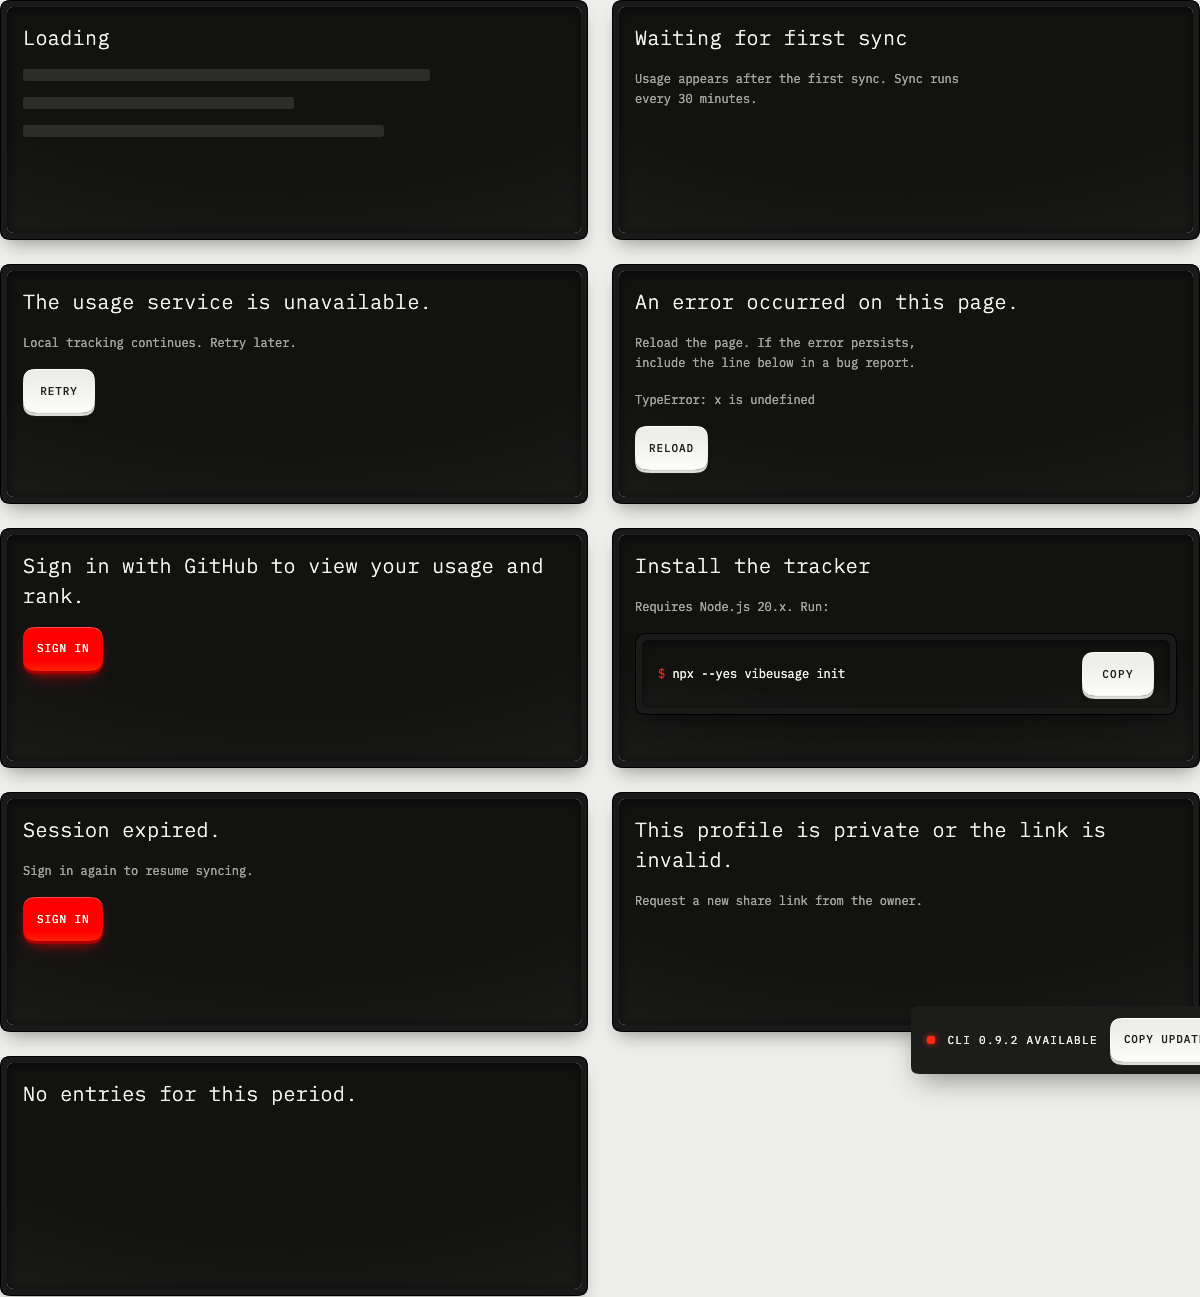 Loading
Waiting for first sync
Usage appears after the first sync. Sync runs
every 30 minutes.
The usage service is unavailable.
Local tracking continues. Retry later.
RETRY
An error occurred on this page.
Reload the page. If the error persists,
include the line below in a bug report.
TypeError: x is undefined
RELOAD
Sign in with GitHub to view your usage and
rank.
SIGN IN
Install the tracker
Requires Node.js 20.x. Run:
$ npx --yes vibeusage init
COPY
Session expired.
Sign in again to resume syncing.
SIGN IN
This profile is private or the link is
invalid.
Request a new share link from the owner.
CLI 0.9.2 AVAILABLE
COPY
No entries for this period.